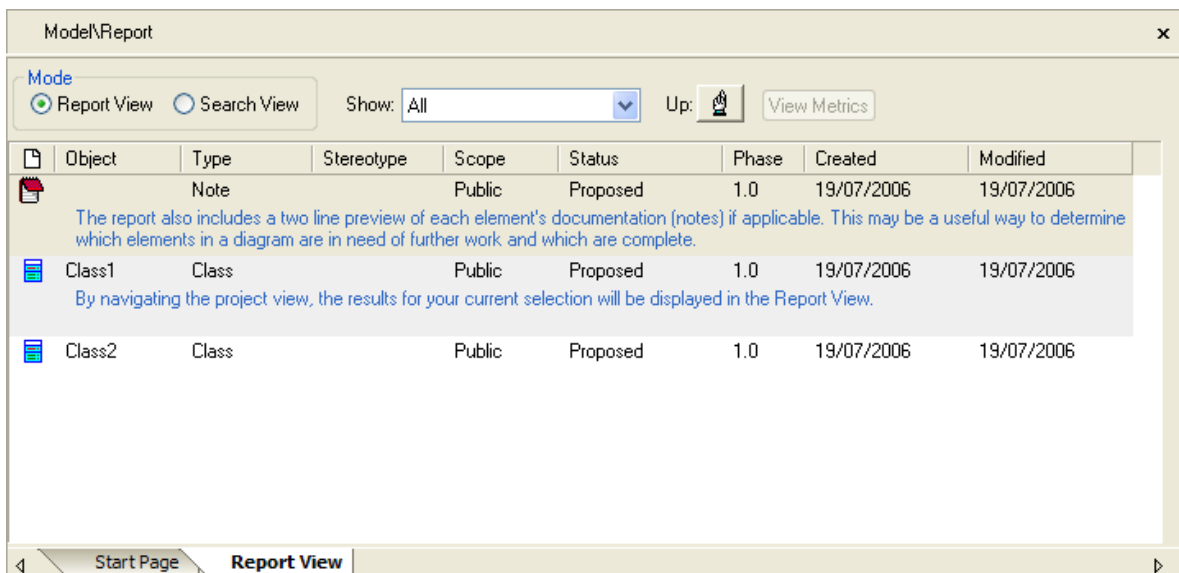 Model\Report
Mode
Report View Search View Show: All Up: View Metrics
Object Type Stereotype Scope Status Phase Created Modified
Note Public Proposed 1.0 19/07/2006 19/07/2006
The report also includes a two line preview of each element's documentation (notes) if applicable. This may be a useful way to determine
which elements in a diagram are in need of further work and which are complete.
Class1 Class Public Proposed 1.0 19/07/2006 19/07/2006
By navigating the project view, the results for your current selection will be displayed in the Report View.
Class2 Class Public Proposed 1.0 19/07/2006 19/07/2006
Start Page Report View